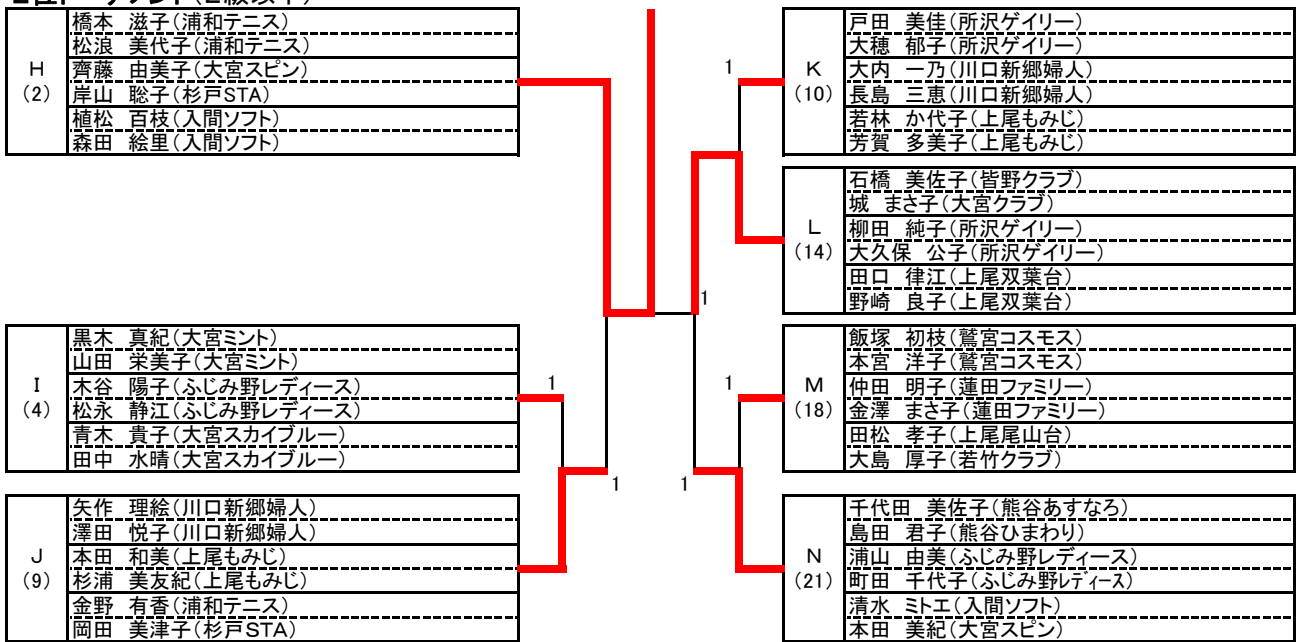 橋本　滋子(浦和テニス)
松浪　美代子(浦和テニス)
H
(2)
齊藤　由美子(大宮スピン)
岸山　聡子(杉戸STA)
植松　百枝(入間ソフト)
森田　絵里(入間ソフト)
黒木　真紀(大宮ミント)
山田　栄美子(大宮ミント)
I
(4)
木谷　陽子(ふじみ野レディース)
松永　静江(ふじみ野レディース)
青木　貴子(大宮スカイブルー)
田中　水晴(大宮スカイブルー)
1
矢作　理絵(川口新郷婦人)
澤田　悦子(川口新郷婦人)
J
(9)
本田　和美(上尾もみじ)
杉浦　美友紀(上尾もみじ)
金野　有香(浦和テニス)
岡田　美津子(杉戸STA)
1
1
1
戸田　美佳(所沢ゲイリー)
大穂　郁子(所沢ゲイリー)
1
K
(10)
大内　一乃(川口新郷婦人)
長島　三恵(川口新郷婦人)
若林　か代子(上尾もみじ)
芳賀　多美子(上尾もみじ)
石橋　美佐子(皆野クラブ)
城　まさ子(大宮クラブ)
L
(14)
柳田　純子(所沢ゲイリー)
大久保　公子(所沢ゲイリー)
田口　律江(上尾双葉台)
野崎　良子(上尾双葉台)
飯塚　初枝(鷲宮コスモス)
本宮　洋子(鷲宮コスモス)
1
M
(18)
仲田　明子(蓮田ファミリー)
金澤　まさ子(蓮田ファミリー)
田松　孝子(上尾尾山台)
大島　厚子(若竹クラブ)
千代田　美佐子(熊谷あすなろ)
島田　君子(熊谷ひまわり)
N
(21)
浦山　由美(ふじみ野レディース)
町田　千代子(ふじみ野レディース)
清水　ミトエ(入間ソフト)
本田　美紀(大宮スピン)